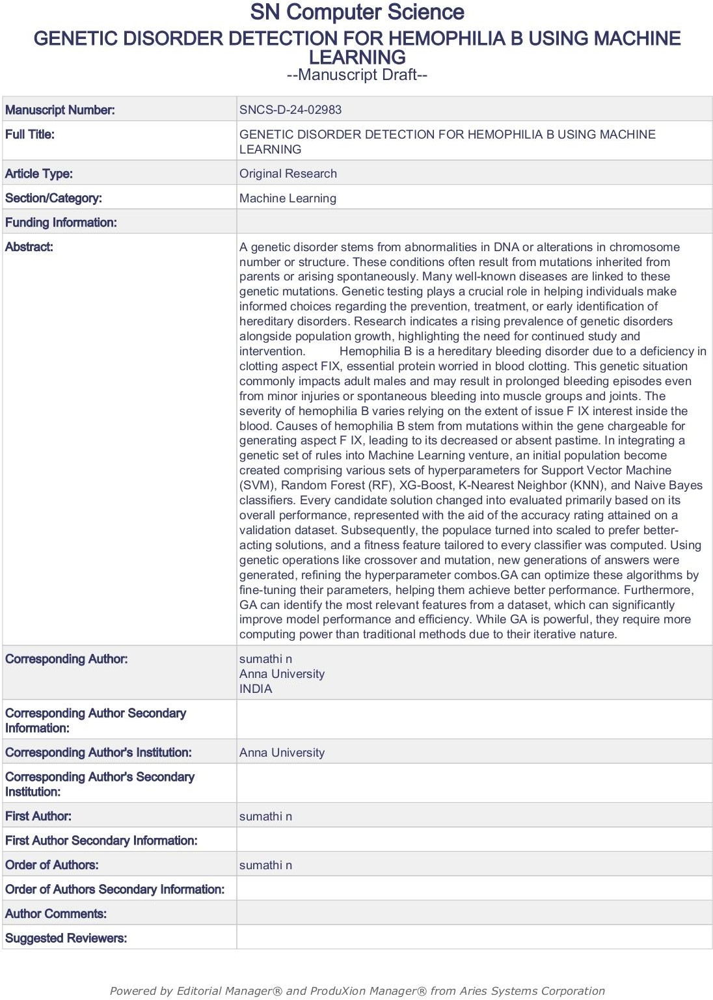 SN Computer Science
GENETIC DISORDER DETECTION FOR HEMOPHILIA B USING MACHINE
LEARNING
--Manuscript Draft--
Manuscript Number:
SNCS-D-24-02983
Full Title:
GENETIC DISORDER DETECTION FOR HEMOPHILIA B USING MACHINE
LEARNING
Article Type:
Original Research
Section/Category:
Machine Learning
Funding Information:
Abstract:
A genetic disorder stems from abnormalities in DNA or alterations in chromosome
number or structure. These conditions often result from mutations inherited from
parents or arising spontaneously. Many well-known diseases are linked to these
genetic mutations. Genetic testing plays a crucial role in helping individuals make
informed choices regarding the prevention, treatment, or early identification of
hereditary disorders. Research indicates a rising prevalence of genetic disorders
alongside population growth, highlighting the need for continued study and
intervention. Hemophilia B is a hereditary bleeding disorder due to a deficiency in
clotting aspect FIX, essential protein worried in blood clotting. This genetic situation
commonly impacts adult males and may result in prolonged bleeding episodes even
from minor injuries or spontaneous bleeding into muscle groups and joints. The
severity of hemophilia B varies relying on the extent of issue F IX interest inside the
blood. Causes of hemophilia B stem from mutations within the gene chargeable for
generating aspect F IX, leading to its decreased or absent pastime. In integrating a
genetic set of rules into Machine Learning venture, an initial population become
created comprising various sets of hyperparameters for Support Vector Machine
(SVM), Random Forest (RF), XG-Boost, K-Nearest Neighbor (KNN), and Naive Bayes
classifiers. Every candidate solution changed into evaluated primarily based on its
overall performance, represented with the aid of the accuracy rating attained on a
validation dataset. Subsequently, the populace turned into scaled to prefer better-
acting solutions, and a fitness feature tailored to every classifier was computed. Using
genetic operations like crossover and mutation, new generations of answers were
generated, refining the hyperparameter combos.GA can optimize these algorithms by
fine-tuning their parameters, helping them achieve better performance. Furthermore,
GA can identify the most relevant features from a dataset, which can significantly
improve model performance and efficiency. While GA is powerful, they require more
computing power than traditional methods due to their iterative nature.
Corresponding Author:
sumathi n
Anna University
INDIA
Corresponding Author Secondary
Information:
Corresponding Author's Institution:
Anna University
Corresponding Author's Secondary
Institution:
First Author:
sumathi n
First Author Secondary Information:
Order of Authors:
sumathi n
Order of Authors Secondary Information:
Author Comments:
Suggested Reviewers:
Powered by Editorial Manager® and ProduXion Manager® from Aries Systems Corporation